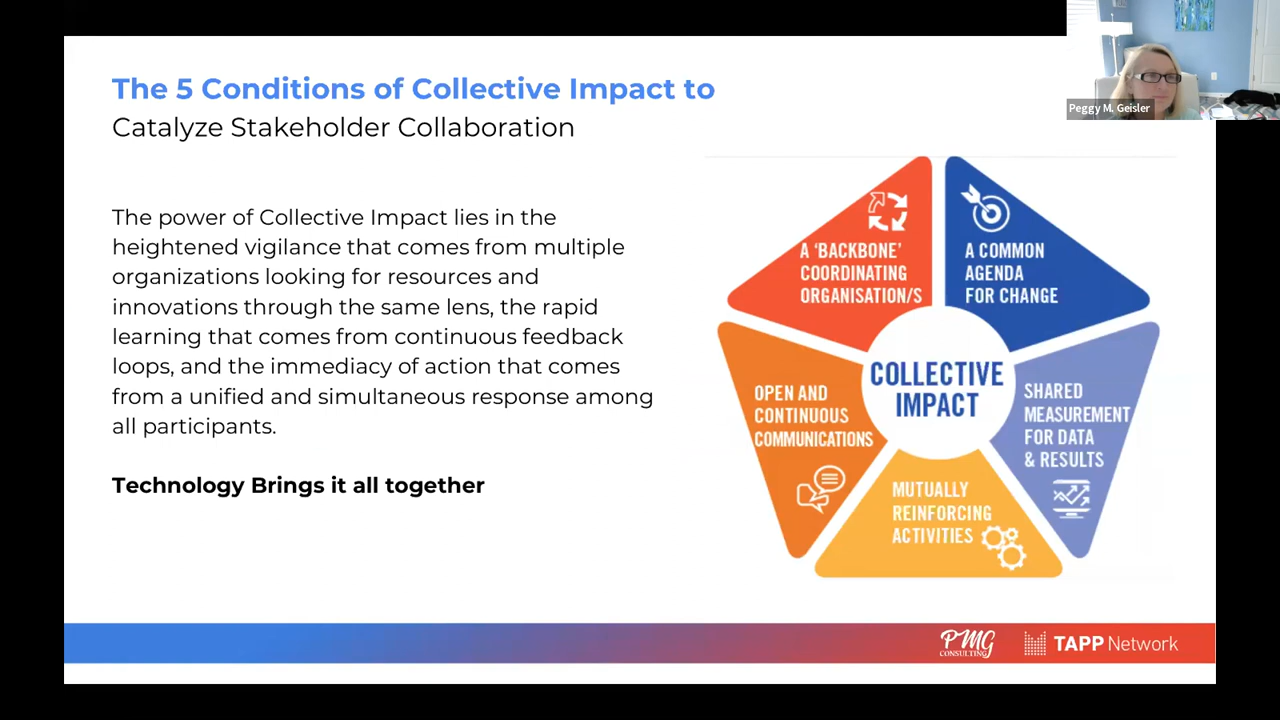 The 5 Conditions of Collective Impact to
Catalyze Stakeholder Collaboration
Peggy M. Geisler
The power of Collective Impact lies in the
heightened vigilance that comes from multiple
organizations looking for resources and
innovations through the same lens, the rapid
learning that comes from continuous feedback
loops, and the immediacy of action that comes
from a unified and simultaneous response among
all participants.
Technology Brings it all together
A ‘BACKBONE’
COORDINATING
ORGANISATION/S
A COMMON
AGENDA
FOR CHANGE
OPEN AND
CONTINUOUS
COMMUNICATIONS
COLLECTIVE
IMPACT
SHARED
MEASUREMENT
FOR DATA
& RESULTS
MUTUALLY
REINFORCING
ACTIVITIES
PMG
CONSULTING
TAPP Network